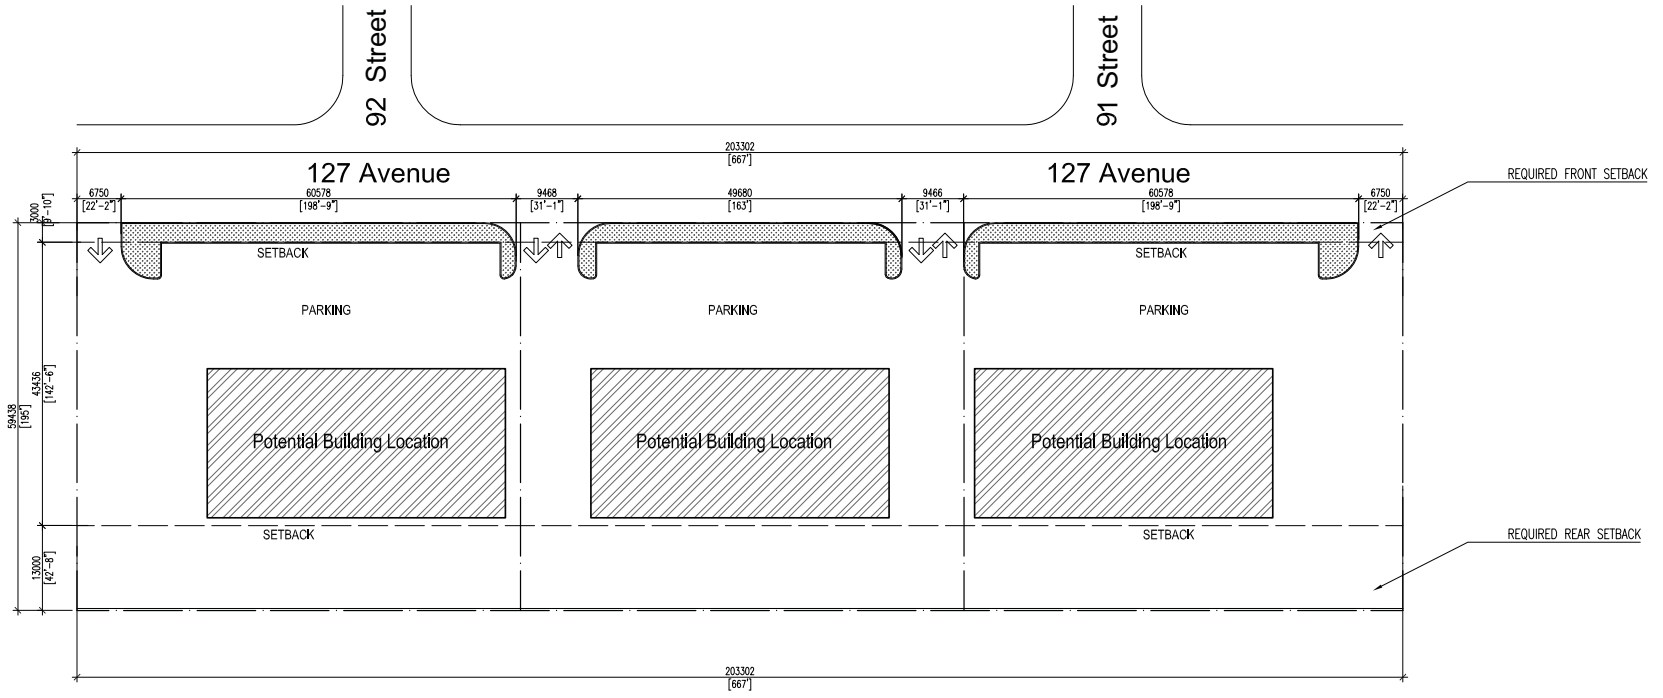 92 Street
91 Street
203302
[667']
127 Avenue
127 Avenue
REQUIRED FRONT SETBACK
6750
[22'-2"]
60578
[198'-9"]
9468
[31'-1"]
49680
[163']
9466
[31'-1"]
60578
[198'-9"]
6750
[22'-2"]
3000
[9'-10"]
SETBACK
SETBACK
PARKING
PARKING
PARKING
43436
[142'-6"]
59438
[195']
Potential Building Location
Potential Building Location
Potential Building Location
SETBACK
SETBACK
REQUIRED REAR SETBACK
13000
[42'-8"]
203302
[667']